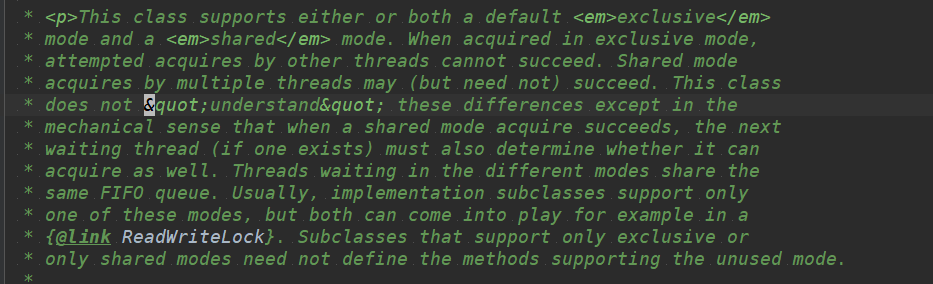 * <p>This class supports either or both a default <em>exclusive</em>
* mode and a <em>shared</em> mode. When acquired in exclusive mode,
* attempted acquires by other threads cannot succeed. Shared mode
* acquires by multiple threads may (but need not) succeed. This class
* does not &quot;understand&quot; these differences except in the
* mechanical sense that when a shared mode acquire succeeds, the next
* waiting thread (if one exists) must also determine whether it can
* acquire as well. Threads waiting in the different modes share the
* same FIFO queue. Usually, implementation subclasses support only
* one of these modes, but both can come into play for example in a
* {@link ReadWriteLock}. Subclasses that support only exclusive or
* only shared modes need not define the methods supporting the unused mode.
*